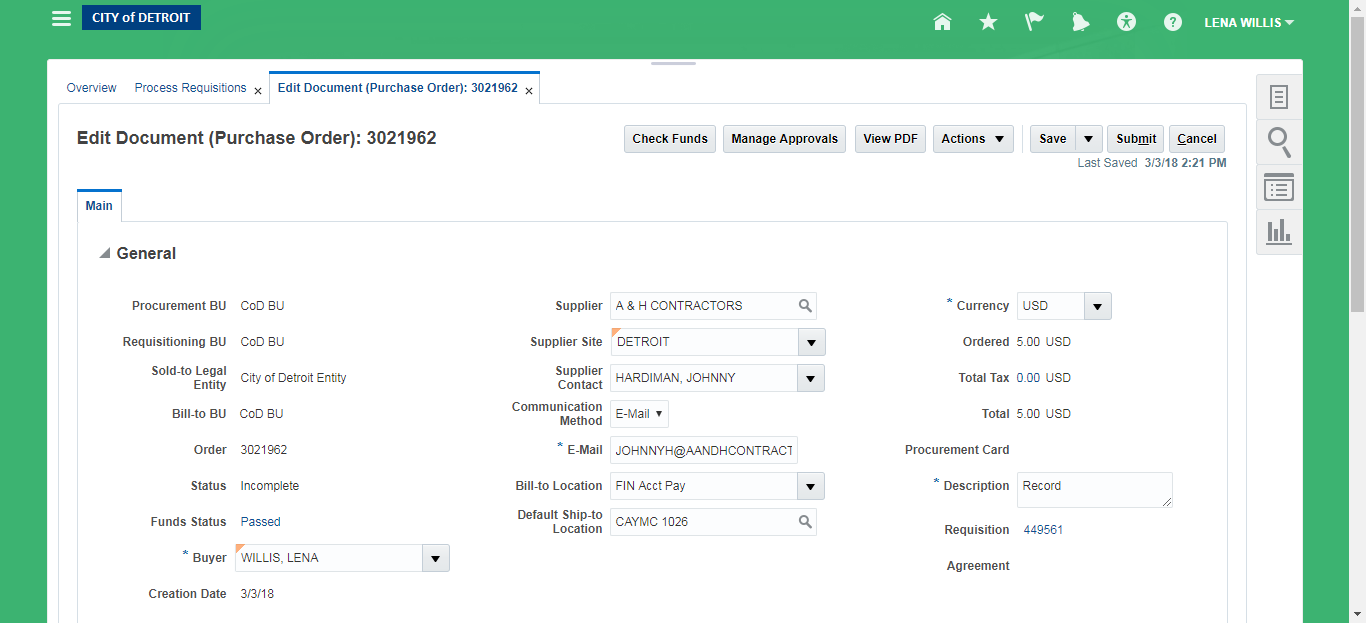 CITY of DETROIT
LENA WILLIS
Overview
Process Requisitions
Edit Document (Purchase Order): 3021962
Edit Document (Purchase Order): 3021962
Check Funds
Manage Approvals
View PDF
Actions
Save
Submit
Cancel
Last Saved 3/3/18 2:21 PM
Main
General
Procurement BU CoD BU
Requisitioning BU CoD BU
Sold-to Legal
Entity City of Detroit Entity
Bill-to BU CoD BU
Order 3021962
Status Incomplete
Funds Status Passed
* Buyer WILLIS, LENA
Creation Date 3/3/18
Supplier A & H CONTRACTORS
Supplier Site DETROIT
Supplier
Contact HARDIMAN, JOHNNY
Communication
Method E-Mail
* E-Mail JOHNNYH@AANDHCONTRACT
Bill-to Location FIN Acct Pay
Default Ship-to
Location CAYMC 1026
* Currency USD
Ordered 5.00 USD
Total Tax 0.00 USD
Total 5.00 USD
Procurement Card
* Description Record
Requisition 449561
Agreement